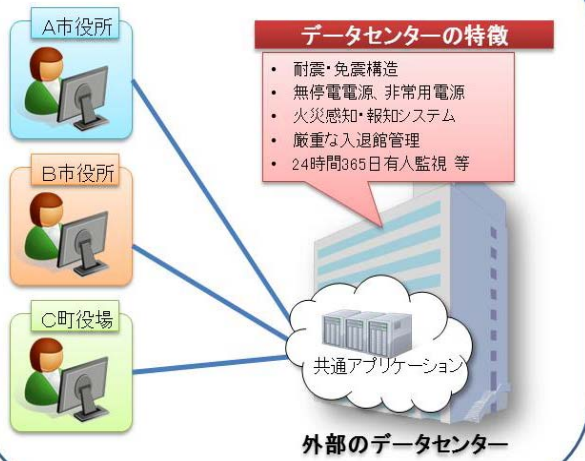 A市役所
データセンターの特徴
• 耐震・免震構造
• 無停電電源、非常用電源
• 火災感知・報知システム
• 厳重な入退館管理
• 24時間365日有人監視 等
B市役所
C町役場
共通アプリケーション
外部のデータセンター